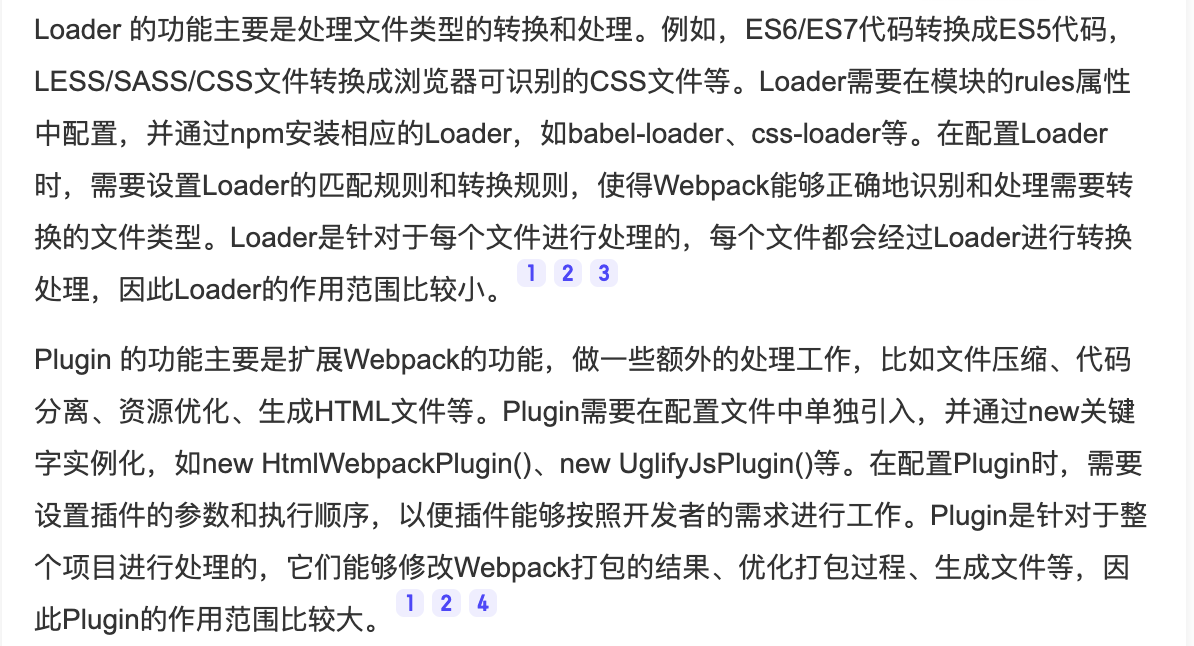 Loader 的功能主要是处理文件类型的转换和处理。例如，ES6/ES7代码转换成ES5代码，
LESS/SASS/CSS文件转换成浏览器可识别的CSS文件等。Loader需要在模块的rules属性
中配置，并通过npm安装相应的Loader，如babel-loader、css-loader等。在配置Loader
时，需要设置Loader的匹配规则和转换规则，使得Webpack能够正确地识别和处理需要转
换的文件类型。Loader是针对于每个文件进行处理的，每个文件都会经过Loader进行转换
处理，因此Loader的作用范围比较小。 1 2 3
Plugin 的功能主要是扩展Webpack的功能，做一些额外的处理工作，比如文件压缩、代码
分离、资源优化、生成HTML文件等。Plugin需要在配置文件中单独引入，并通过new关键
字实例化，如new HtmlWebpackPlugin()、new UglifyJsPlugin()等。在配置Plugin时，需要
设置插件的参数和执行顺序，以便插件能够按照开发者的需求进行工作。Plugin是针对于整
个项目进行处理的，它们能够修改Webpack打包的结果、优化打包过程、生成文件等，因
此Plugin的作用范围比较大。 1 2 4